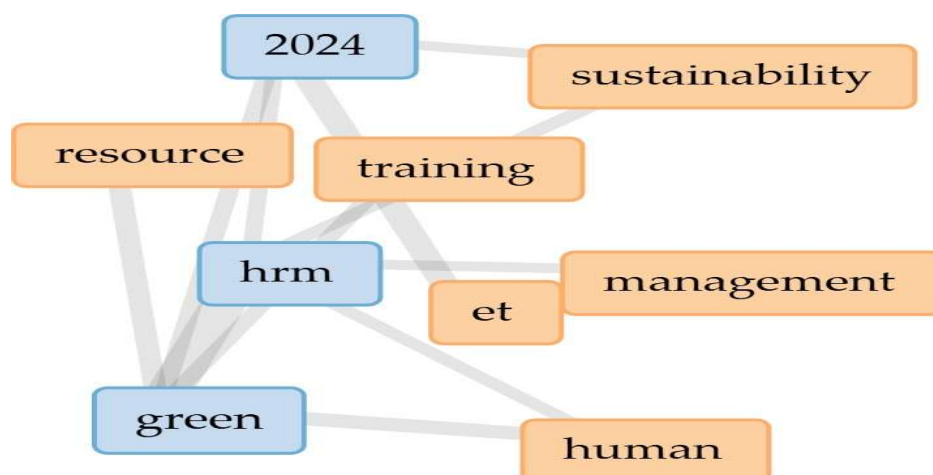 2024
sustainability
resource
training
hrm
management
et
green
human